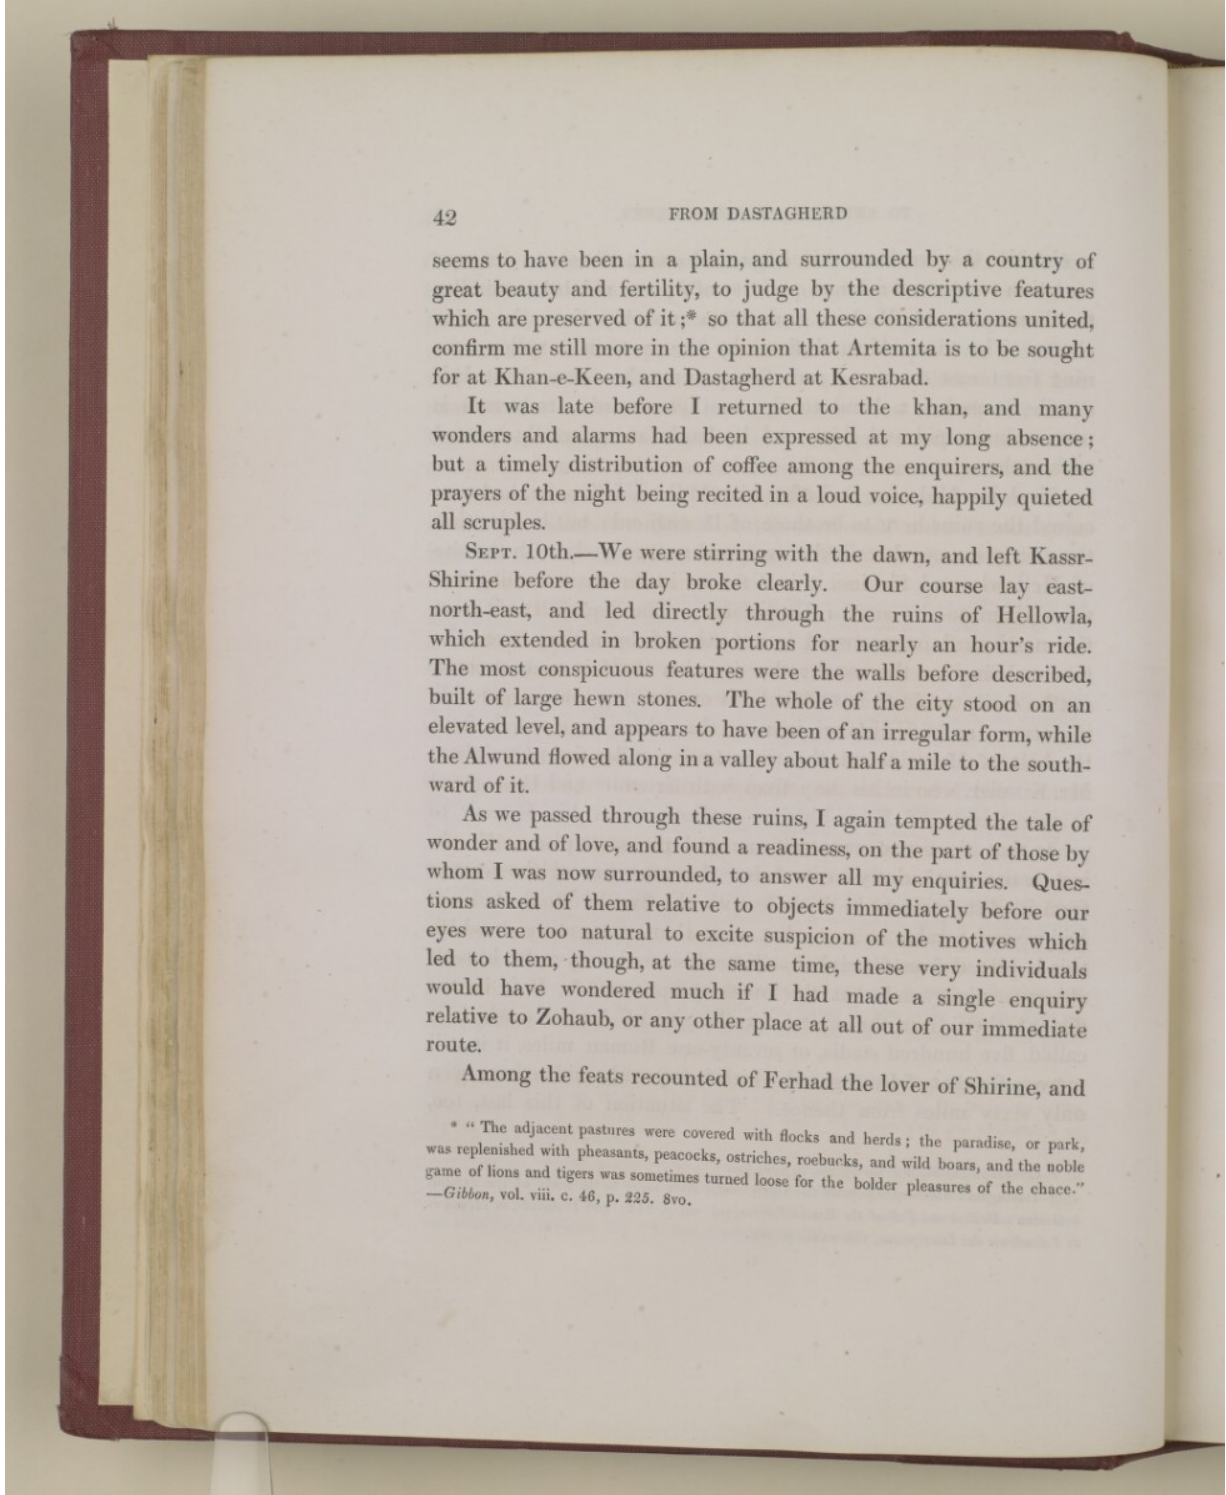 42
FROM DASTAGHERD
seems to have been in a plain, and surrounded by a country of
great beauty and fertility, to judge by the descriptive features
which are preserved of it ;* so that all these considerations united,
confirm me still more in the opinion that Artemita is to be sought
for at Khan-e-Keen, and Dastagherd at Kesrabad.
It was late before I returned to the khan, and many
wonders and alarms had been expressed at my long absence ;
but a timely distribution of coffee among the enquirers, and the
prayers of the night being recited in a loud voice, happily quieted
all scruples.
SEPT. 10th.—We were stirring with the dawn, and left Kassr-
Shirine before the day broke clearly. Our course lay east-
north-east, and led directly through the ruins of Hellowla,
which extended in broken portions for nearly an hour's ride.
The most conspicuous features were the walls before described,
built of large hewn stones. The whole of the city stood on an
elevated level, and appears to have been of an irregular form, while
the Alwund flowed along in a valley about half a mile to the south-
ward of it.
As we passed through these ruins, I again tempted the tale of
wonder and of love, and found a readiness, on the part of those by
whom I was now surrounded, to answer all my enquiries. Ques-
tions asked of them relative to objects immediately before our
eyes were too natural to excite suspicion of the motives which
led to them, though, at the same time, these very individuals
would have wondered much if I had made a single enquiry
relative to Zohaub, or any other place at all out of our immediate
route.
Among the feats recounted of Ferhad the lover of Shirine, and
* " The adjacent pastures were covered with flocks and herds ; the paradise, or park,
was replenished with pheasants, peacocks, ostriches, roebucks, and wild boars, and the noble
game of lions and tigers was sometimes turned loose for the bolder pleasures of the chace."
—Gibbon, vol. viii. c. 46, p. 225. 8vo.